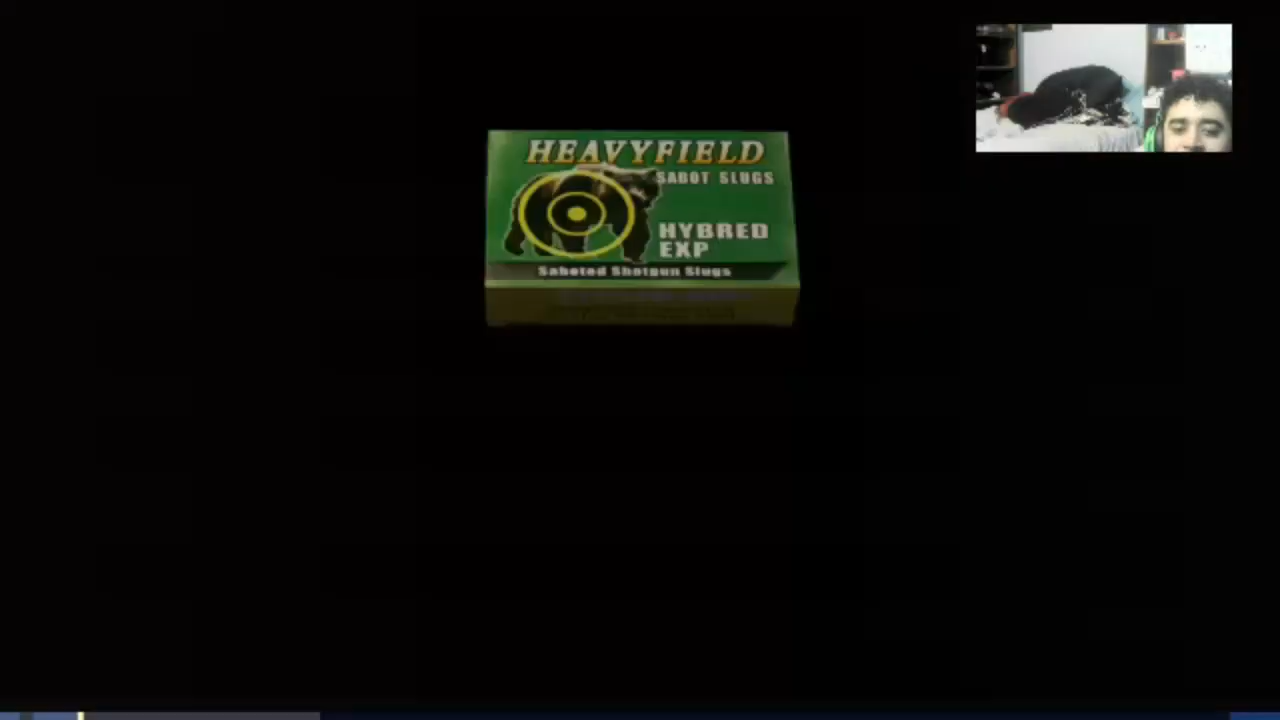 HEAVYFIELD
SABOT SLUGS
HYBRED
EXP
Saboted Shotgun Slugs